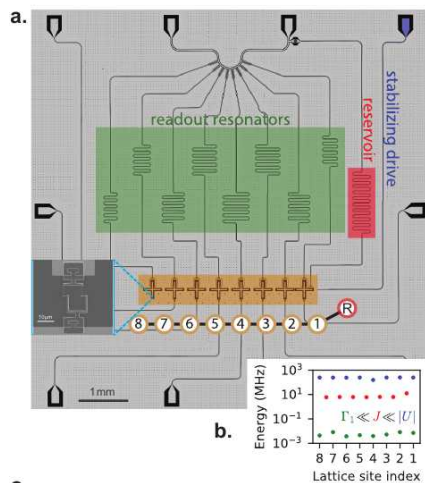 a.
readout resonators
reservoir
stabilizing drive
10μm
R
8 7 6 5 4 3 2 1
1mm
b.
Energy (MHz)
10³
10¹
10⁻¹
10⁻³
Γ₁ ≪ J ≪ |U|
8 7 6 5 4 3 2 1
Lattice site index